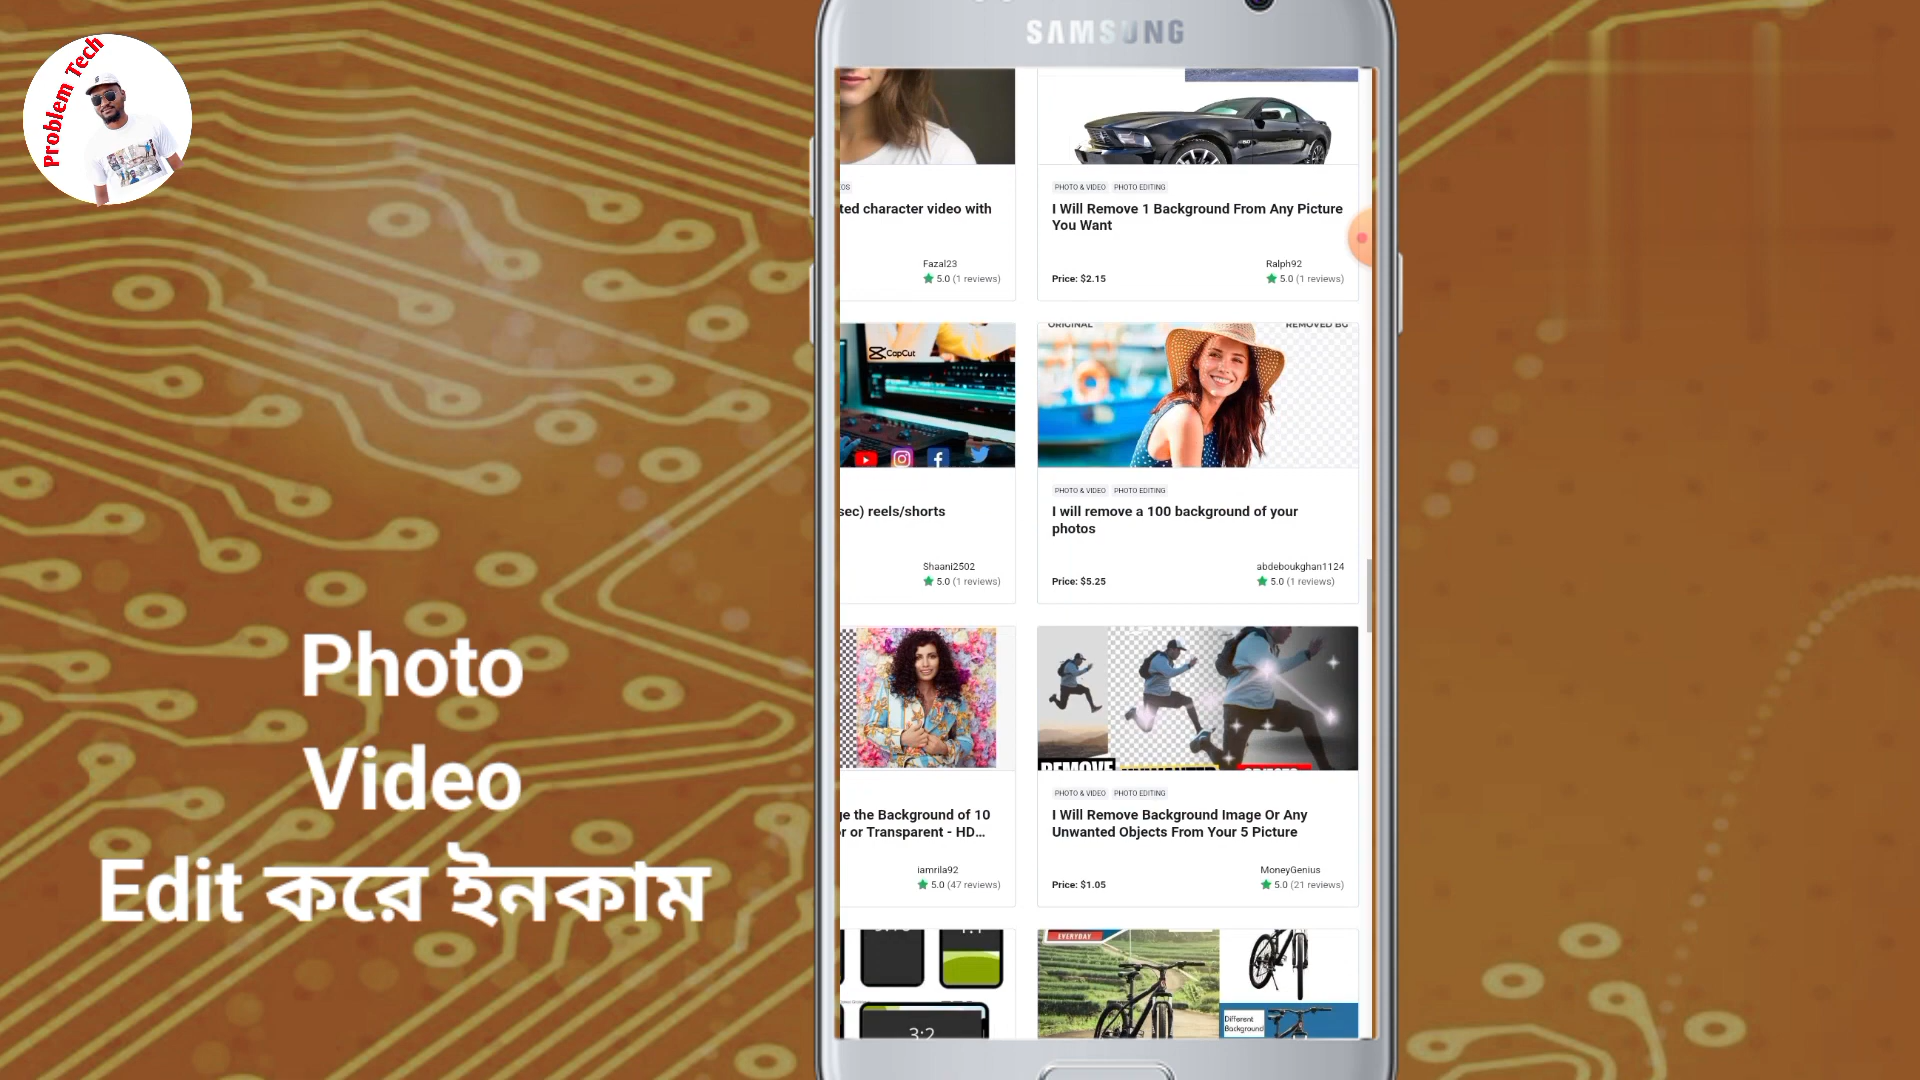 Problem Tech
SAMSUNG
ted character video with
Fazal23
5.0 (1 reviews)
PHOTO & VIDEO PHOTO EDITING
I Will Remove 1 Background From Any Picture
You Want
Ralph92
Price: $2.15
5.0 (1 reviews)
CapCut
sec) reels/shorts
Shaani2502
5.0 (1 reviews)
ORIGINAL
REMOVED BG
PHOTO & VIDEO PHOTO EDITING
I will remove a 100 background of your
photos
abdeboukghan1124
Price: $5.25
5.0 (1 reviews)
ge the Background of 10
r or Transparent - HD...
iamrila92
5.0 (47 reviews)
REMOVE
PHOTO & VIDEO PHOTO EDITING
I Will Remove Background Image Or Any
Unwanted Objects From Your 5 Picture
MoneyGenius
Price: $1.05
5.0 (21 reviews)
3:2
EVERYDAY
Different
Background
Photo
Video
Edit করে ইনকাম